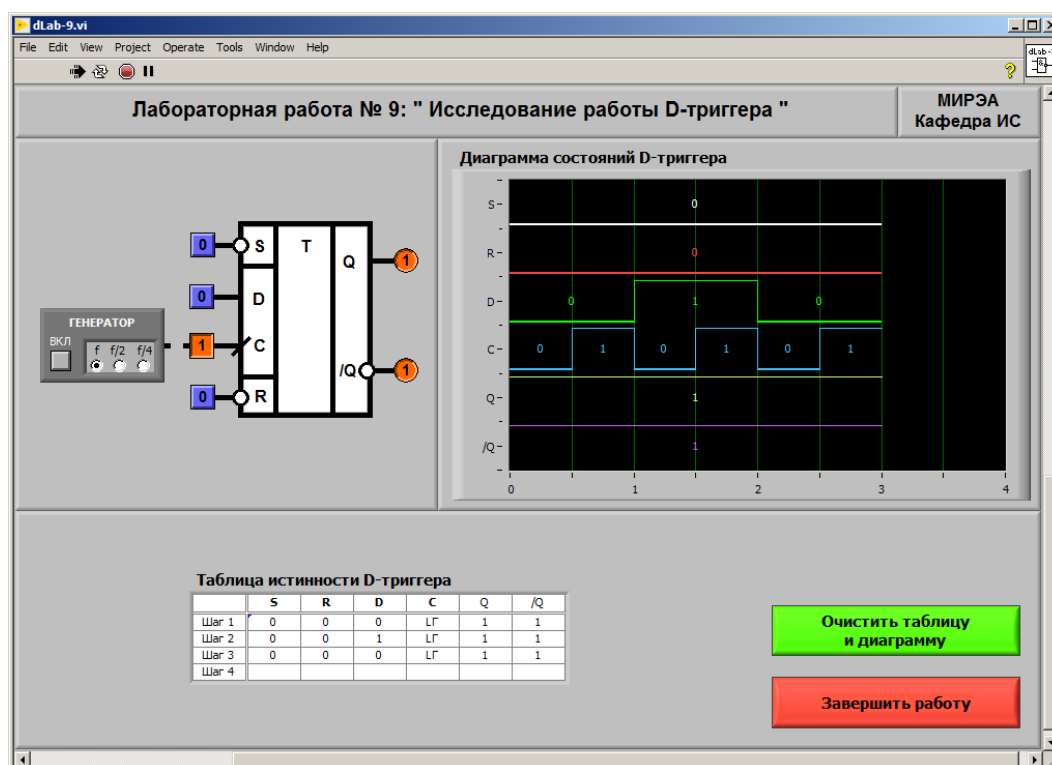 dLab-9.vi
File Edit View Project Operate Tools Window Help
Лабораторная работа № 9: " Исследование работы D-триггера "
МИРЭА
Кафедра ИС
Диаграмма состояний D-триггера
0 S T Q 1
0 D
ГЕНЕРАТОР
ВКЛ f f/2 f/4
1 C
/Q 1
0 R
S 0
R 0
D 0 1 0
C 0 1 0 1 0 1
Q 1
/Q 1
0 1 2 3 4
Таблица истинности D-триггера
S R D C Q /Q
Шаг 1 0 0 0 LГ 1 1
Шаг 2 0 0 1 LГ 1 1
Шаг 3 0 0 0 LГ 1 1
Шаг 4
Очистить таблицу
и диаграмму
Завершить работу